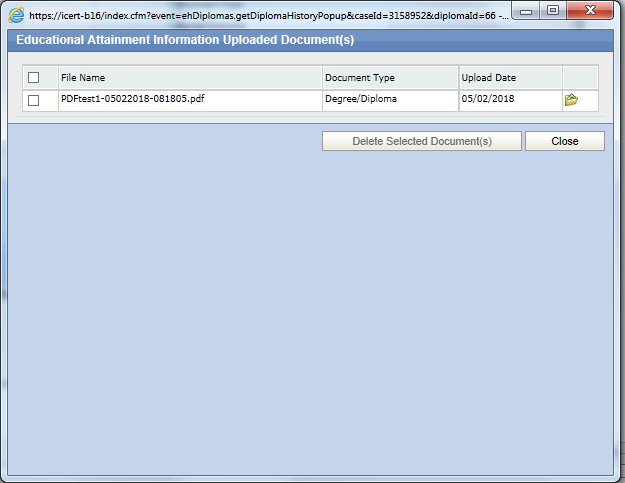 https://icert-b16/index.cfm?event=ehDiplomas.getDiplomaHistoryPopup&caseId=3158952&diplomaId=66 -...
Educational Attainment Information Uploaded Document(s)
File Name Document Type Upload Date
PDFtest1-05022018-081805.pdf Degree/Diploma 05/02/2018
Delete Selected Document(s) Close